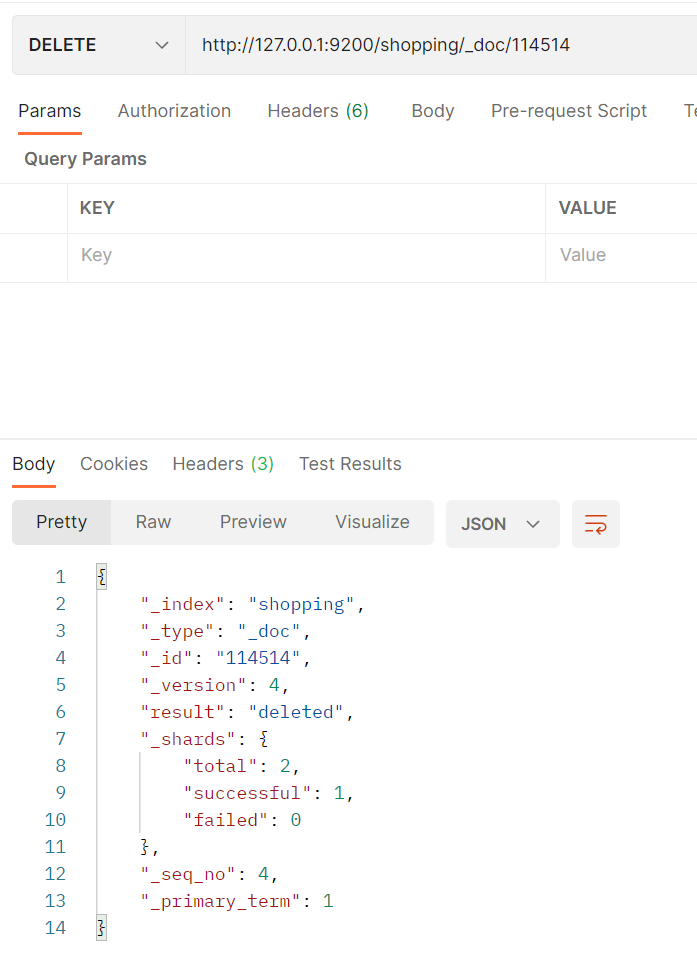 DELETE http://127.0.0.1:9200/shopping/_doc/114514
Params Authorization Headers (6) Body Pre-request Script Te
Query Params
KEY VALUE
Key Value
Body Cookies Headers (3) Test Results
Pretty Raw Preview Visualize JSON
1 {
2 "_index": "shopping",
3 "_type": "_doc",
4 "_id": "114514",
5 "_version": 4,
6 "result": "deleted",
7 "_shards": {
8 "total": 2,
9 "successful": 1,
10 "failed": 0
11 },
12 "_seq_no": 4,
13 "_primary_term": 1
14 }